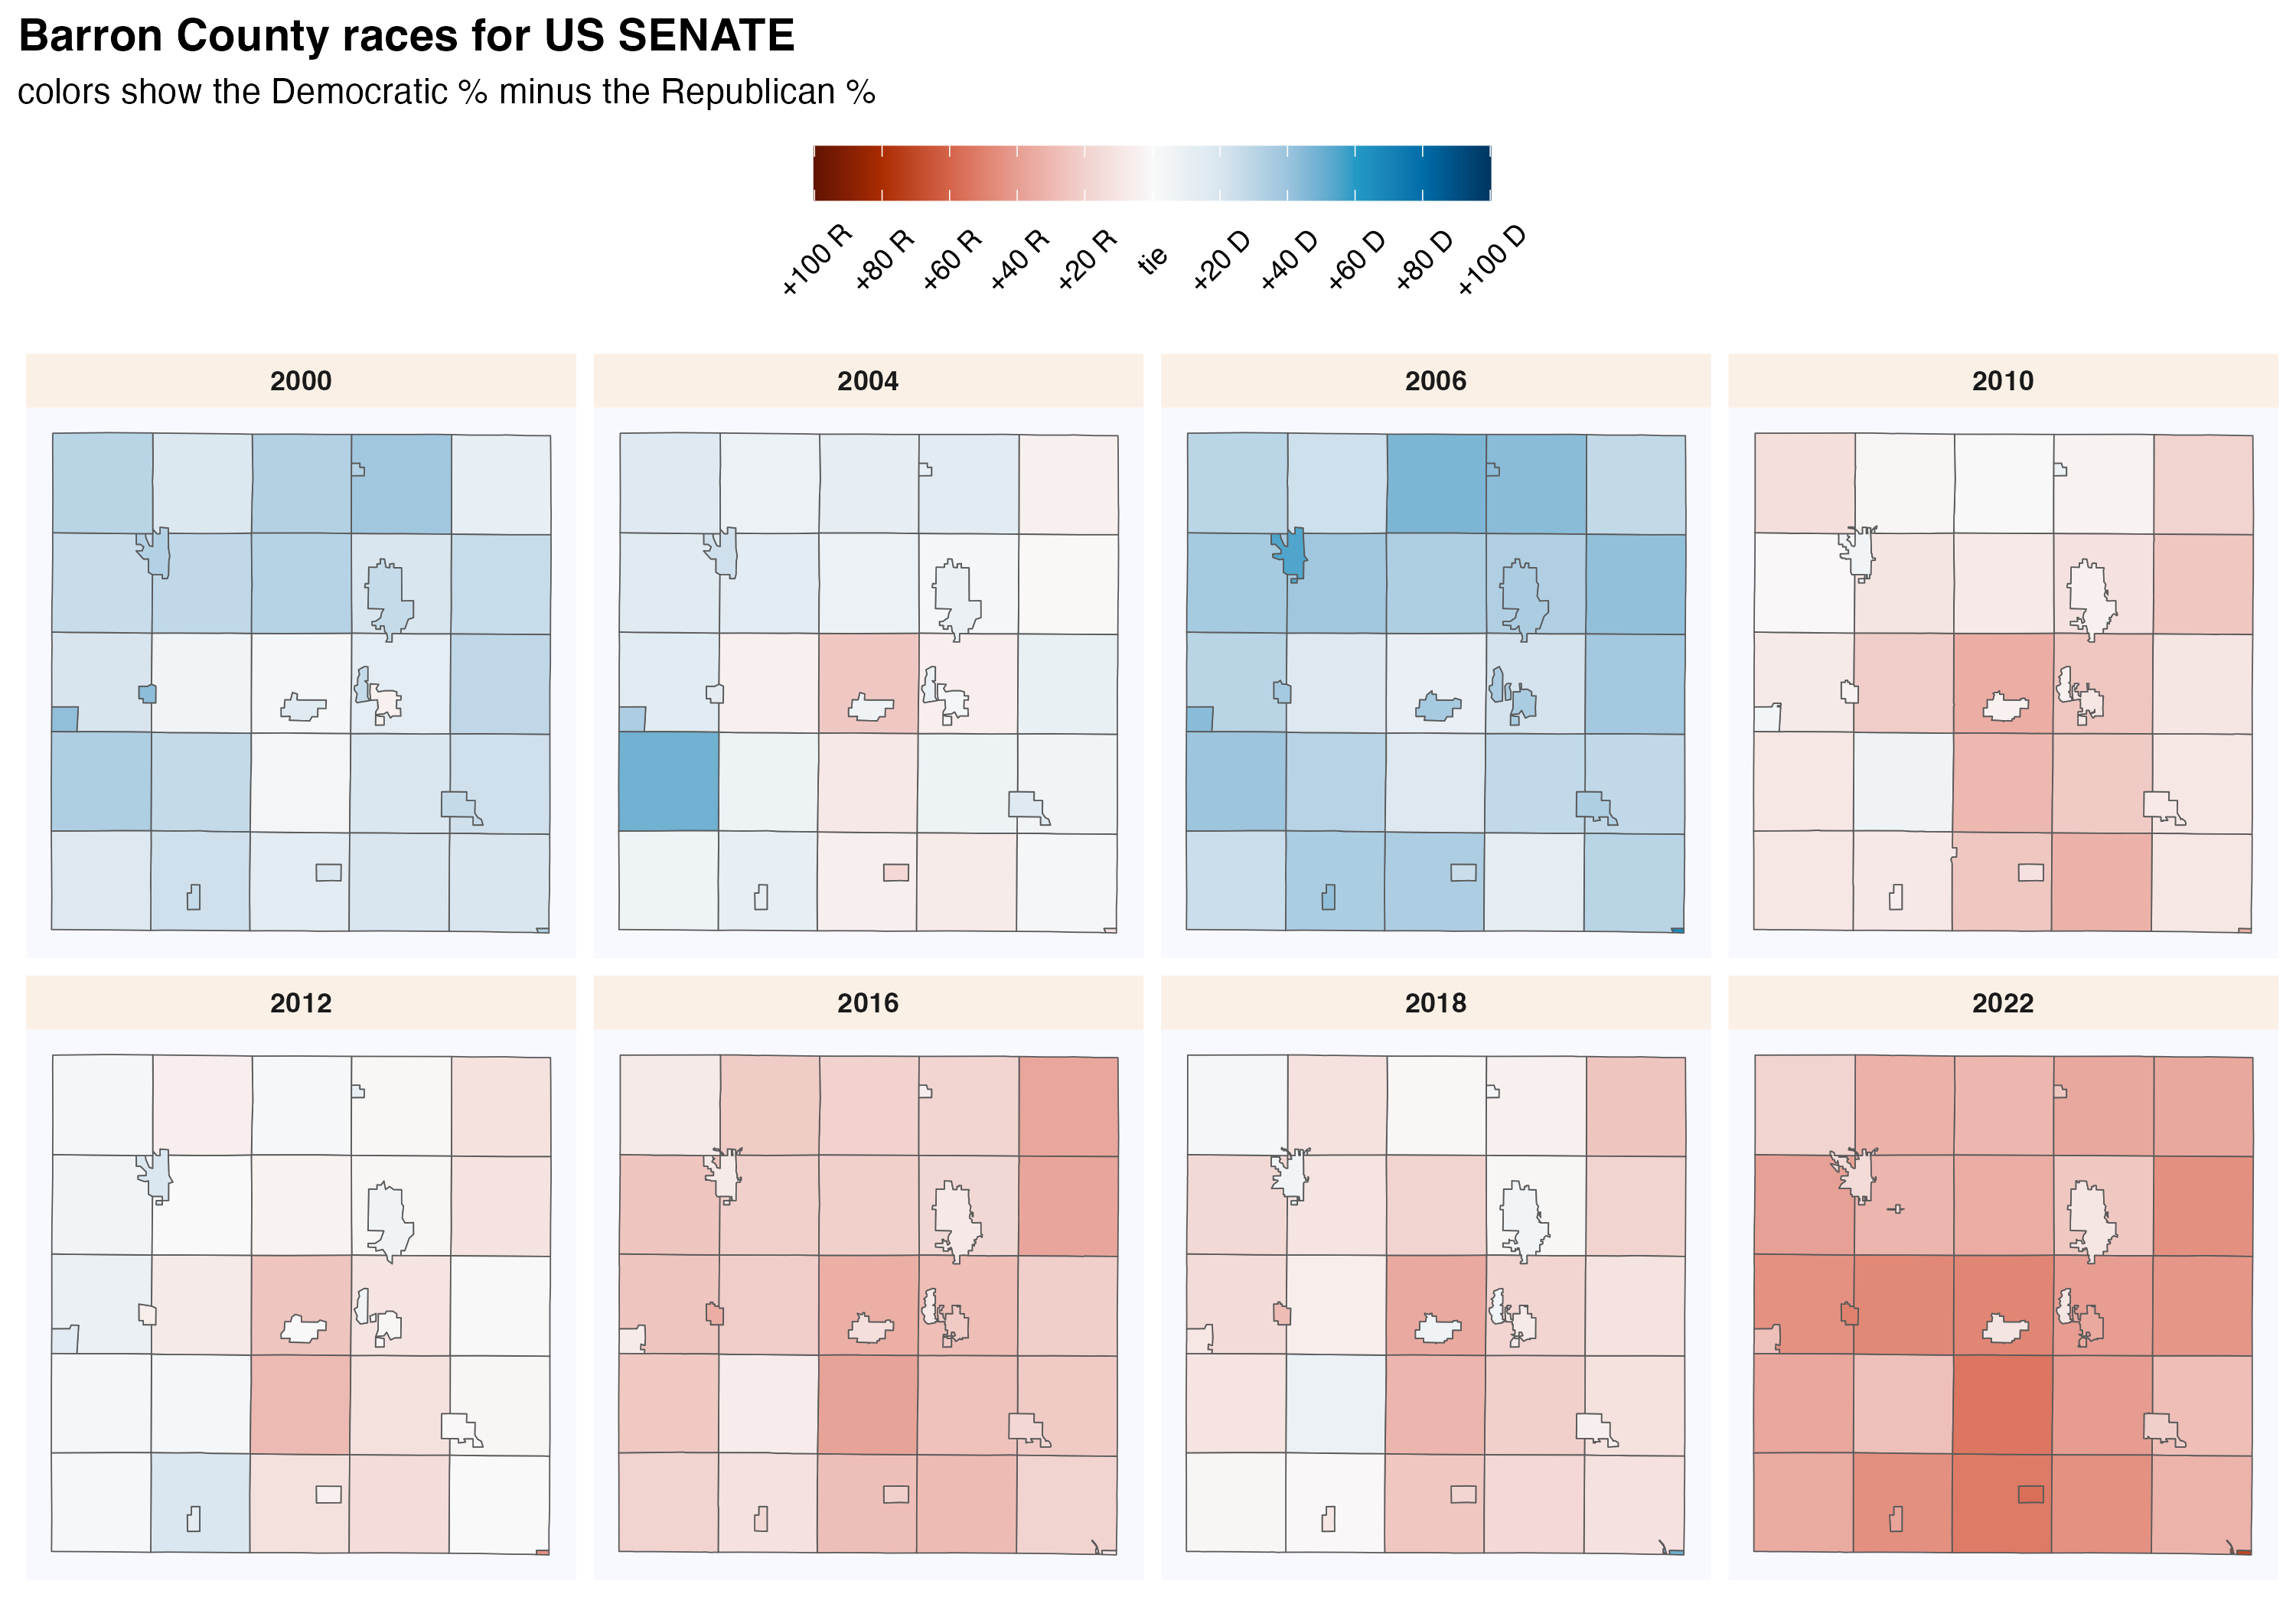 Barron County races for US SENATE
colors show the Democratic % minus the Republican %
+100 R +80 R +60 R +40 R +20 R tie +20 D +40 D +60 D +80 D +100 D
2000 2004 2006 2010
2012 2016 2018 2022